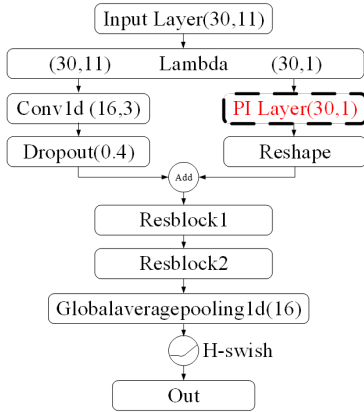 Input Layer(30,11)
(30,11) Lambda (30,1)
Conv1d (16,3) PI Layer(30,1)
Dropout(0.4) Reshape
Add
Resblock1
Resblock2
Globalaveragepooling1d(16)
H-swish
Out